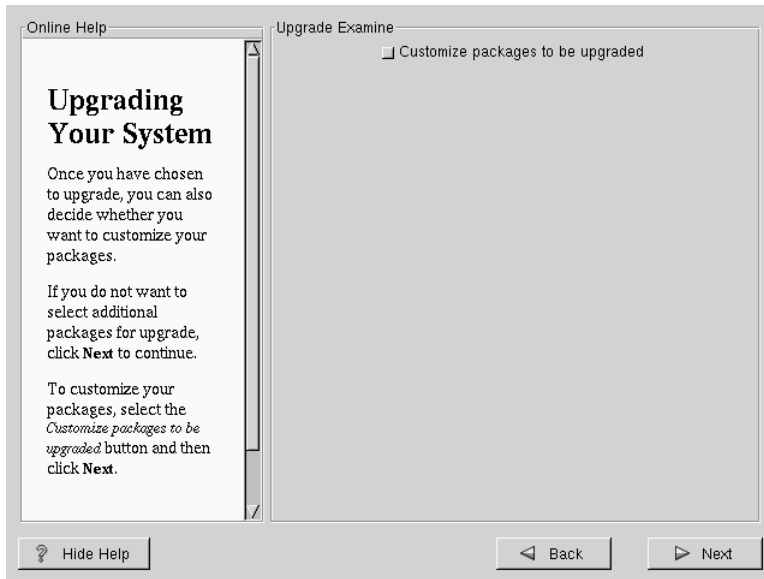 Online Help
Upgrading
Your System
Once you have chosen
to upgrade, you can also
decide whether you
want to customize your
packages.
If you do not want to
select additional
packages for upgrade,
click Next to continue.
To customize your
packages, select the
Customize packages to be
upgraded button and then
click Next.
Upgrade Examine
Customize packages to be upgraded
Hide Help
Back
Next